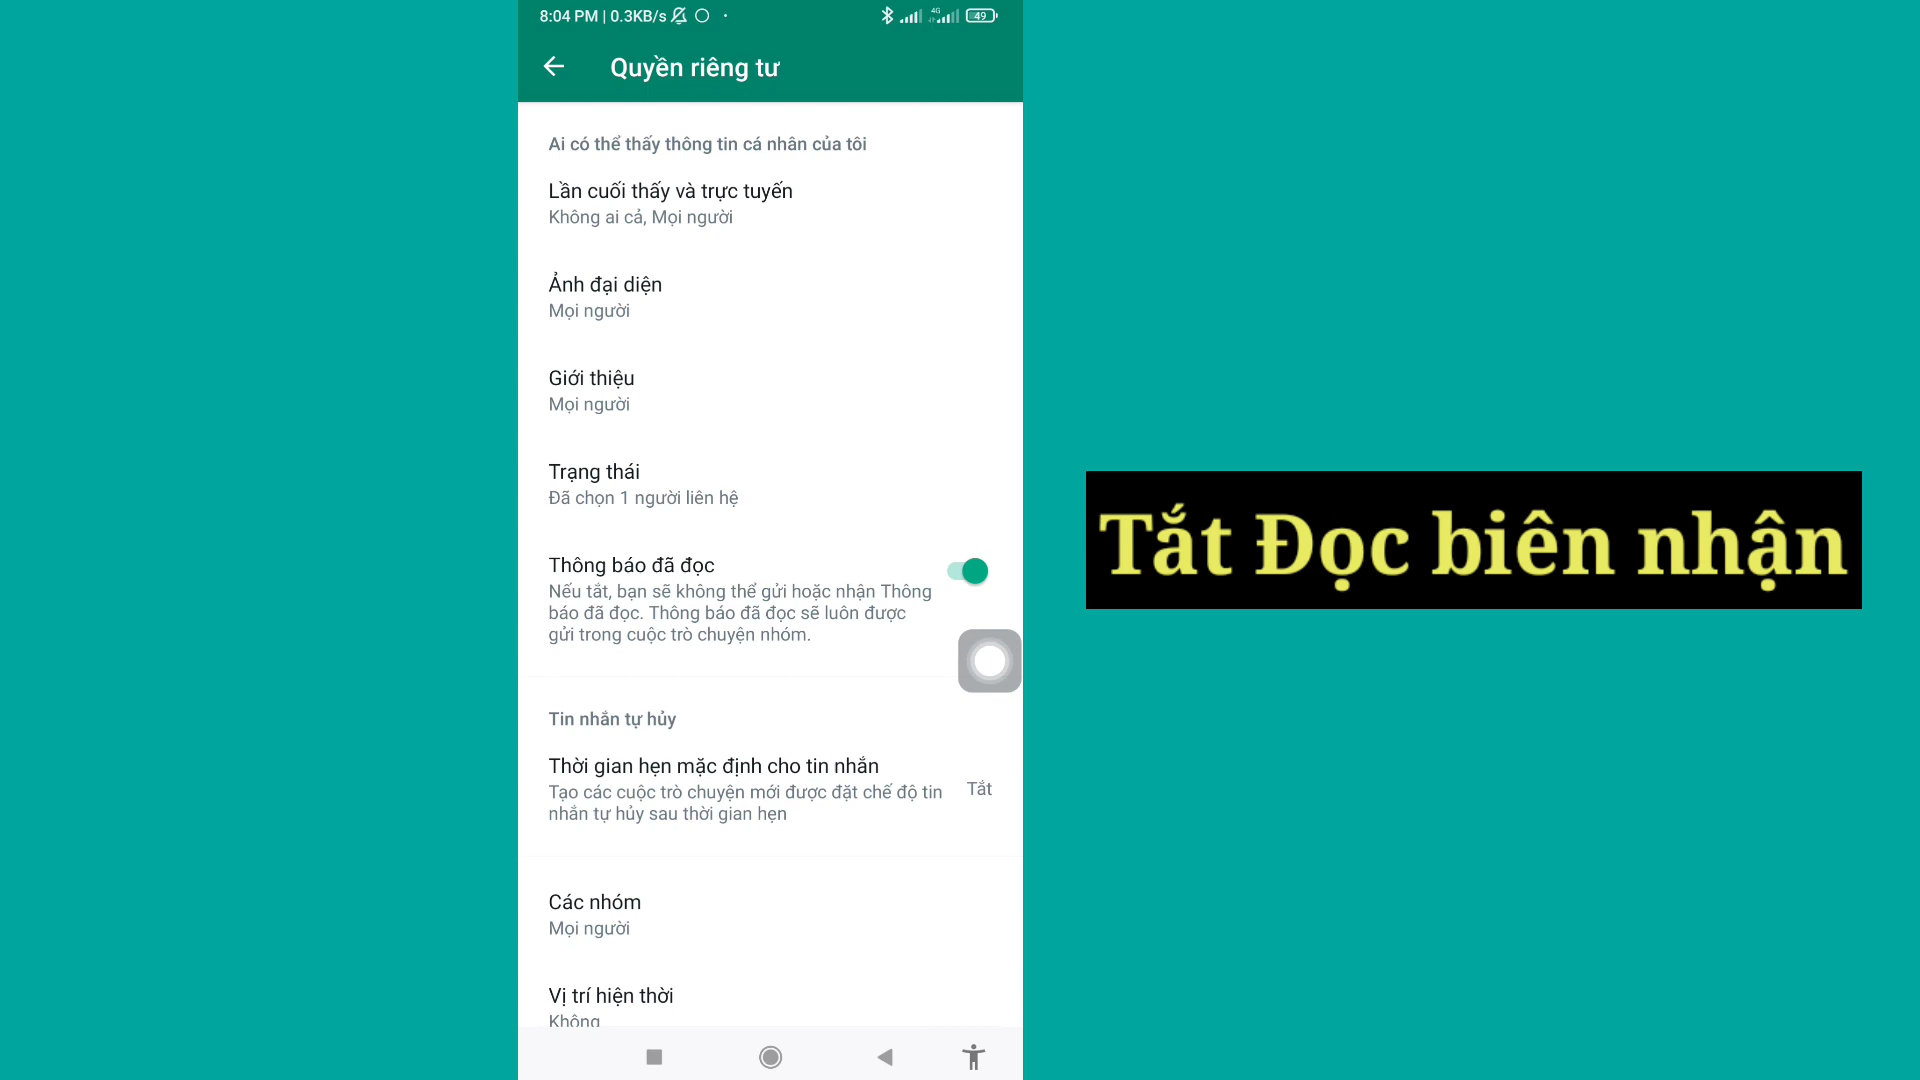 8:04 PM | 0.3KB/s
4G
49
Quyền riêng tư
Ai có thể thấy thông tin cá nhân của tôi
Lần cuối thấy và trực tuyến
Không ai cả, Mọi người
Ảnh đại diện
Mọi người
Giới thiệu
Mọi người
Trạng thái
Đã chọn 1 người liên hệ
Thông báo đã đọc
Nếu tắt, bạn sẽ không thể gửi hoặc nhận Thông
báo đã đọc. Thông báo đã đọc sẽ luôn được
gửi trong cuộc trò chuyện nhóm.
Tin nhắn tự hủy
Thời gian hẹn mặc định cho tin nhắn
Tạo các cuộc trò chuyện mới được đặt chế độ tin
nhắn tự hủy sau thời gian hẹn
Tắt
Các nhóm
Mọi người
Vị trí hiện thời
Không
Tắt Đọc biên nhận